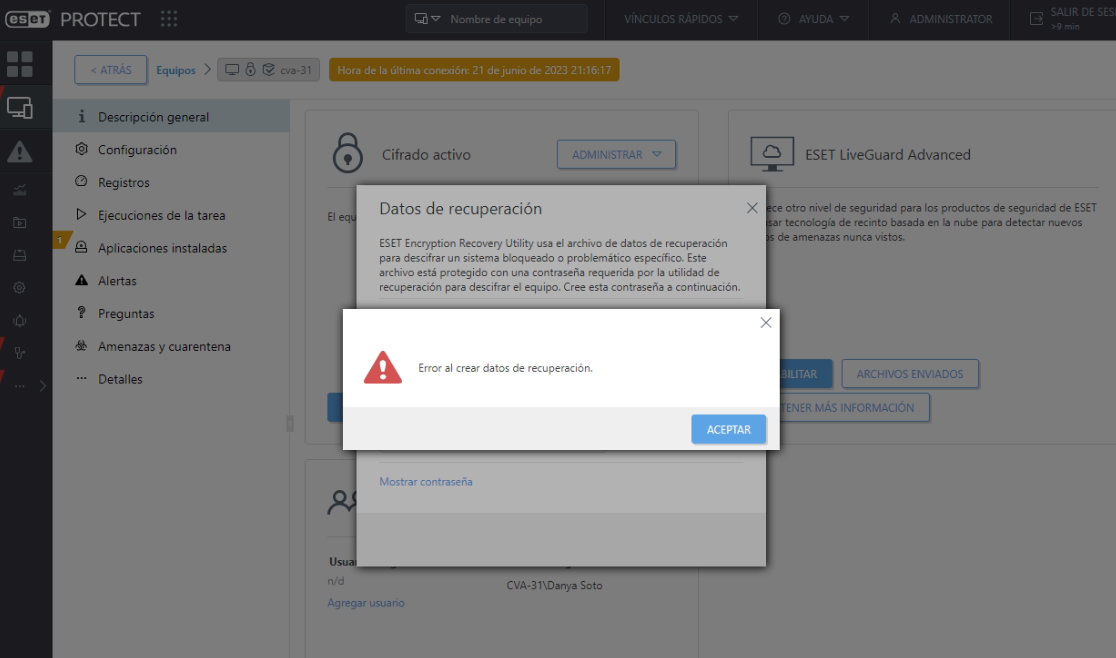 eseT PROTECT
Nombre de equipo
VÍNCULOS RÁPIDOS
AYUDA
ADMINISTRATOR
SALIR DE SES
>9 min
< ATRÁS
Equipos
cva-31
Hora de la última conexión: 21 de junio de 2023 21:16:17
Descripción general
Configuración
Registros
Ejecuciones de la tarea
1
Aplicaciones instaladas
Alertas
Preguntas
Amenazas y cuarentena
Detalles
Cifrado activo
ADMINISTRAR
ESET LiveGuard Advanced
El equ
ece otro nivel de seguridad para los productos de seguridad de ESET
sar tecnología de recinto basada en la nube para detectar nuevos
os de amenazas nunca vistos.
BILITAR
ARCHIVOS ENVIADOS
TENER MÁS INFORMACIÓN
Datos de recuperación
ESET Encryption Recovery Utility usa el archivo de datos de recuperación
para descifrar un sistema bloqueado o problemático específico. Este
archivo está protegido con una contraseña requerida por la utilidad de
recuperación para descifrar el equipo. Cree esta contraseña a continuación.
Error al crear datos de recuperación.
ACEPTAR
Mostrar contraseña
Usua
n/d
CVA-31\Danya Soto
Agregar usuario